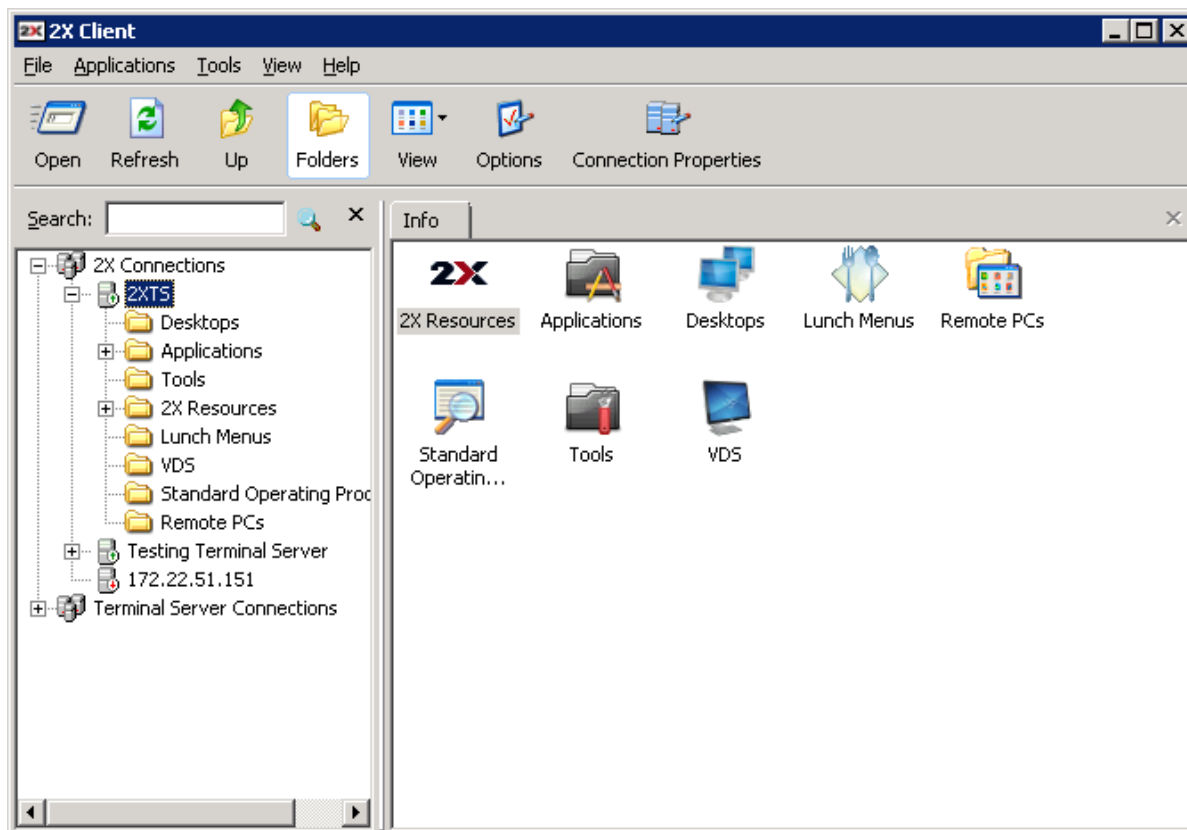 2X 2X Client
File Applications Tools View Help
Open Refresh Up Folders View Options Connection Properties
Search:
Info
2X Connections
2XTS
Desktops
Applications
Tools
2X Resources
Lunch Menus
VDS
Standard Operating Proc
Remote PCs
Testing Terminal Server
172.22.51.151
Terminal Server Connections
2X
2X Resources Applications Desktops Lunch Menus Remote PCs
Standard Tools VDS
Operatin...